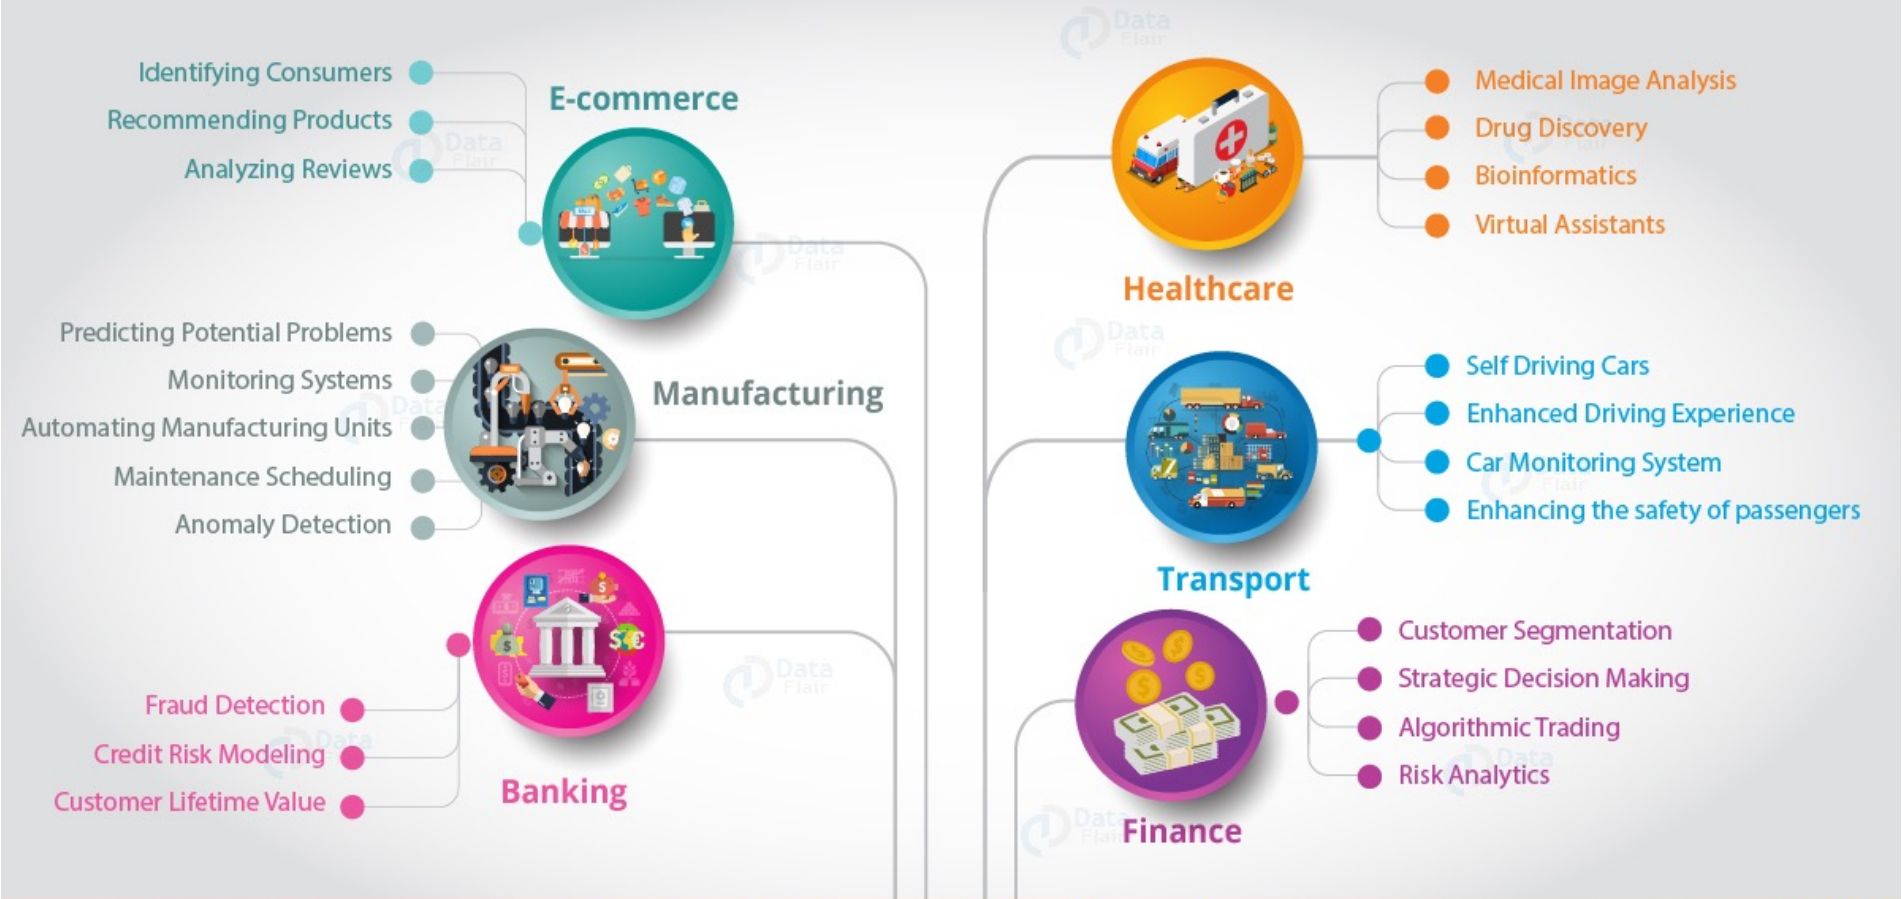 E-commerce
Identifying Consumers
Recommending Products
Analyzing Reviews
Manufacturing
Predicting Potential Problems
Monitoring Systems
Automating Manufacturing Units
Maintenance Scheduling
Anomaly Detection
Banking
Fraud Detection
Credit Risk Modeling
Customer Lifetime Value
Healthcare
Medical Image Analysis
Drug Discovery
Bioinformatics
Virtual Assistants
Transport
Self Driving Cars
Enhanced Driving Experience
Car Monitoring System
Enhancing the safety of passengers
Finance
Customer Segmentation
Strategic Decision Making
Algorithmic Trading
Risk Analytics
Data
Flair